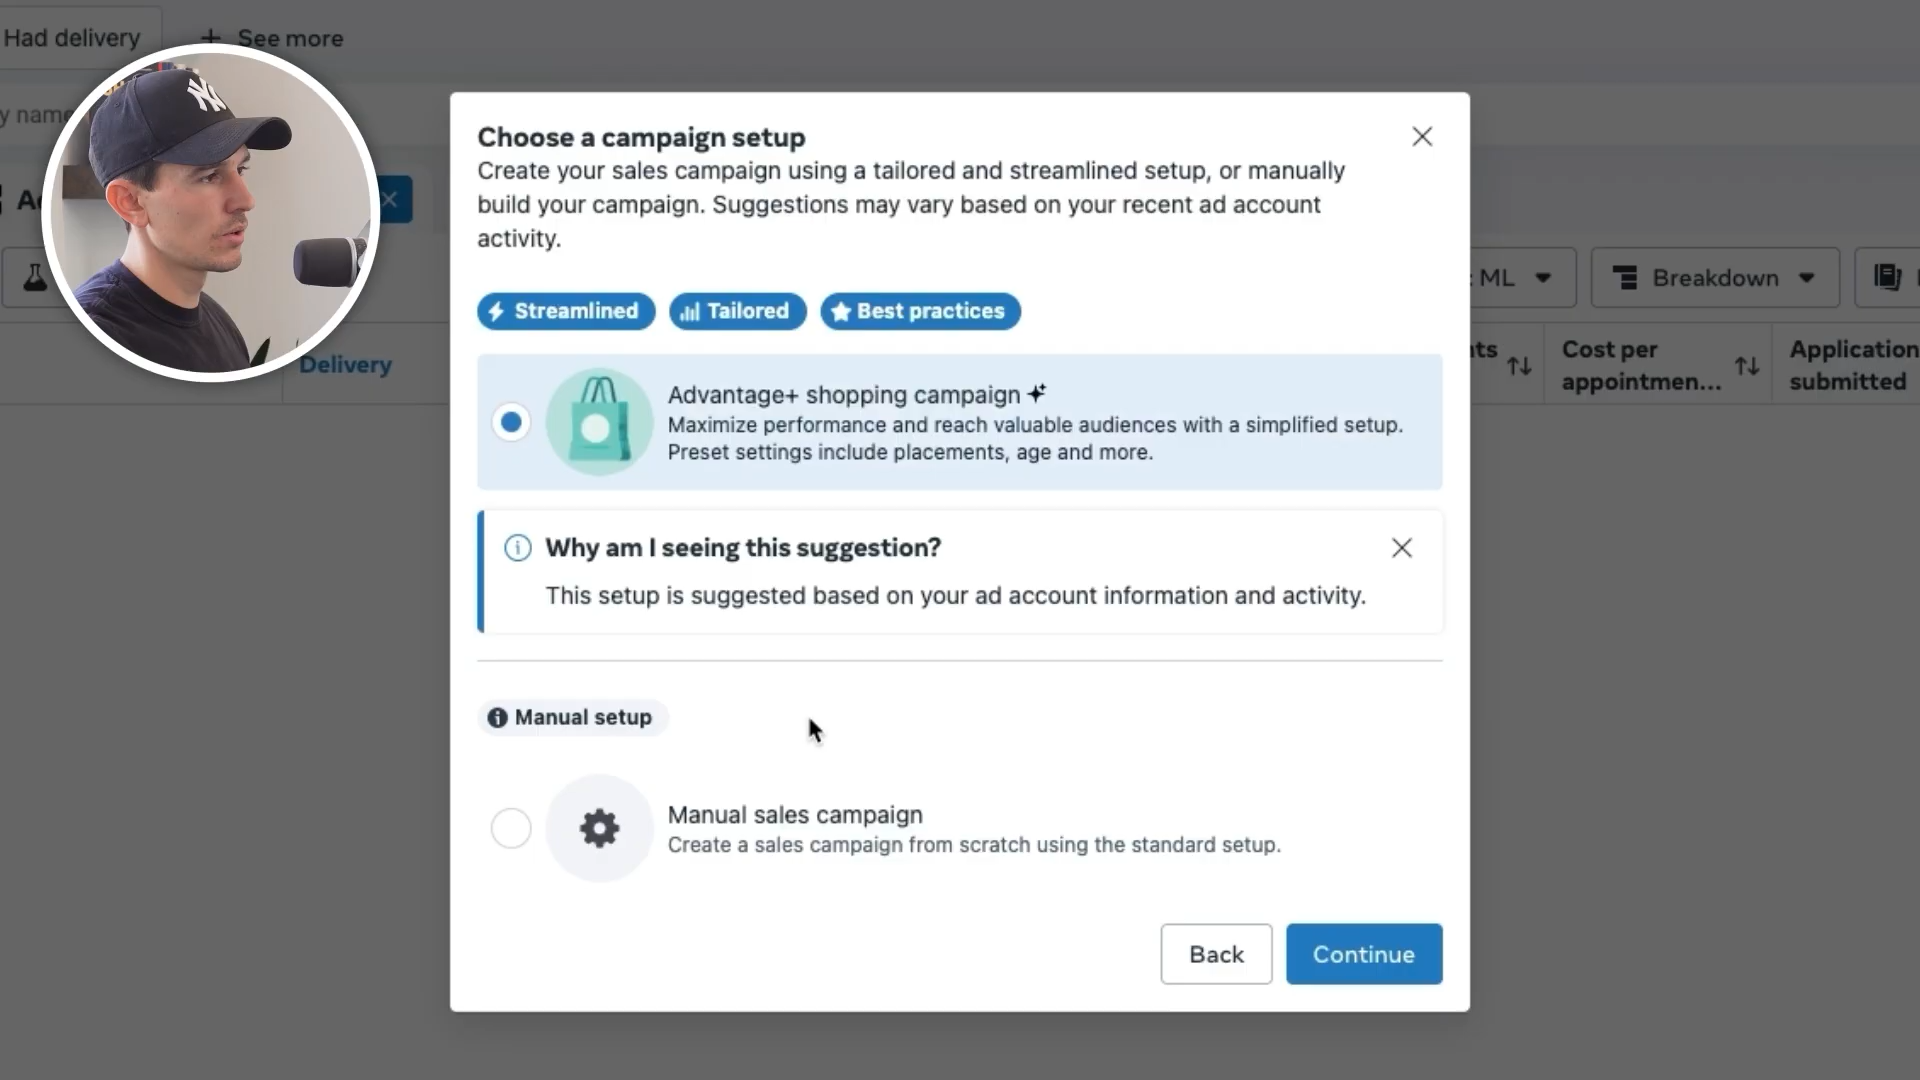 Had delivery
+ See more
y name
Choose a campaign setup
Create your sales campaign using a tailored and streamlined setup, or manually
build your campaign. Suggestions may vary based on your recent ad account
activity.
NY
ML
Breakdown
Streamlined
Tailored
Best practices
Delivery
Cost per
appointmen...
Application
submitted
Advantage+ shopping campaign
Maximize performance and reach valuable audiences with a simplified setup.
Preset settings include placements, age and more.
Why am I seeing this suggestion?
This setup is suggested based on your ad account information and activity.
Manual setup
Manual sales campaign
Create a sales campaign from scratch using the standard setup.
Back
Continue